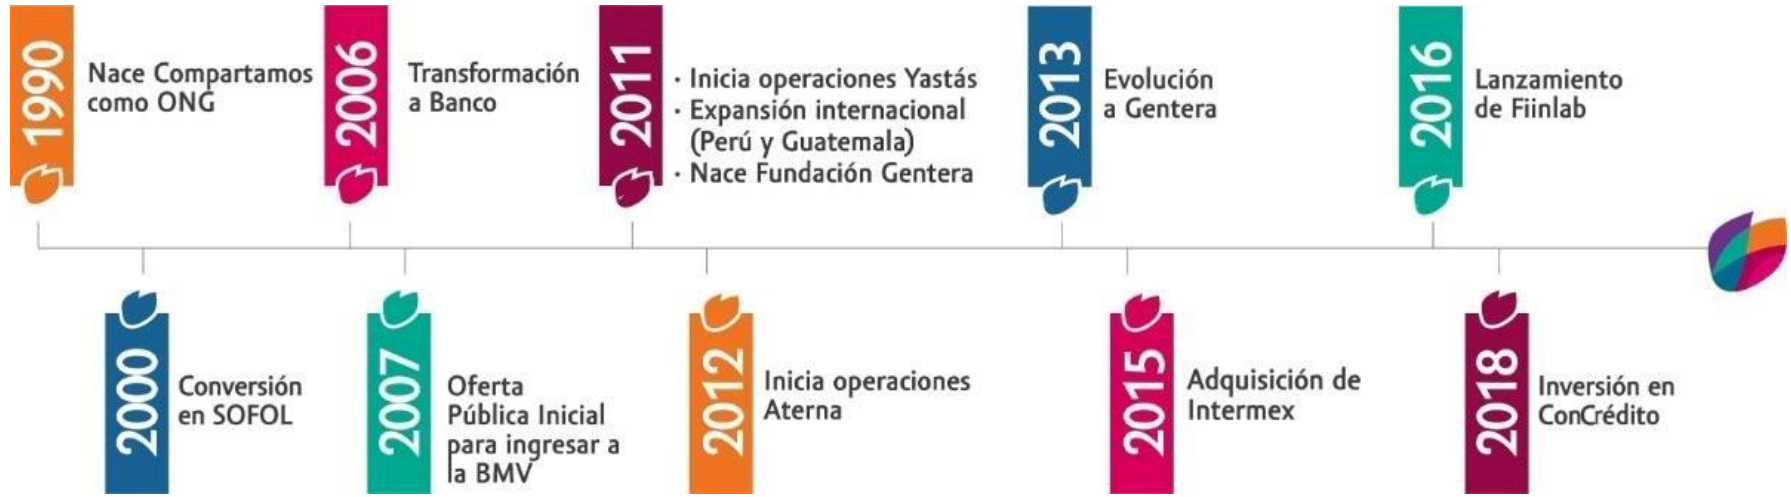 1990
Nace Compartamos
como ONG
2000
Conversión
en SOFOL
2006
Transformación
a Banco
2007
Oferta
Pública Inicial
para ingresar a
la BMV
2011
· Inicia operaciones Yastás
· Expansión internacional
(Perú y Guatemala)
· Nace Fundación Gentera
2012
Inicia operaciones
Aterna
2013
Evolución
a Gentera
2015
Adquisición de
Intermex
2016
Lanzamiento
de Fiinlab
2018
Inversión en
ConCrédito